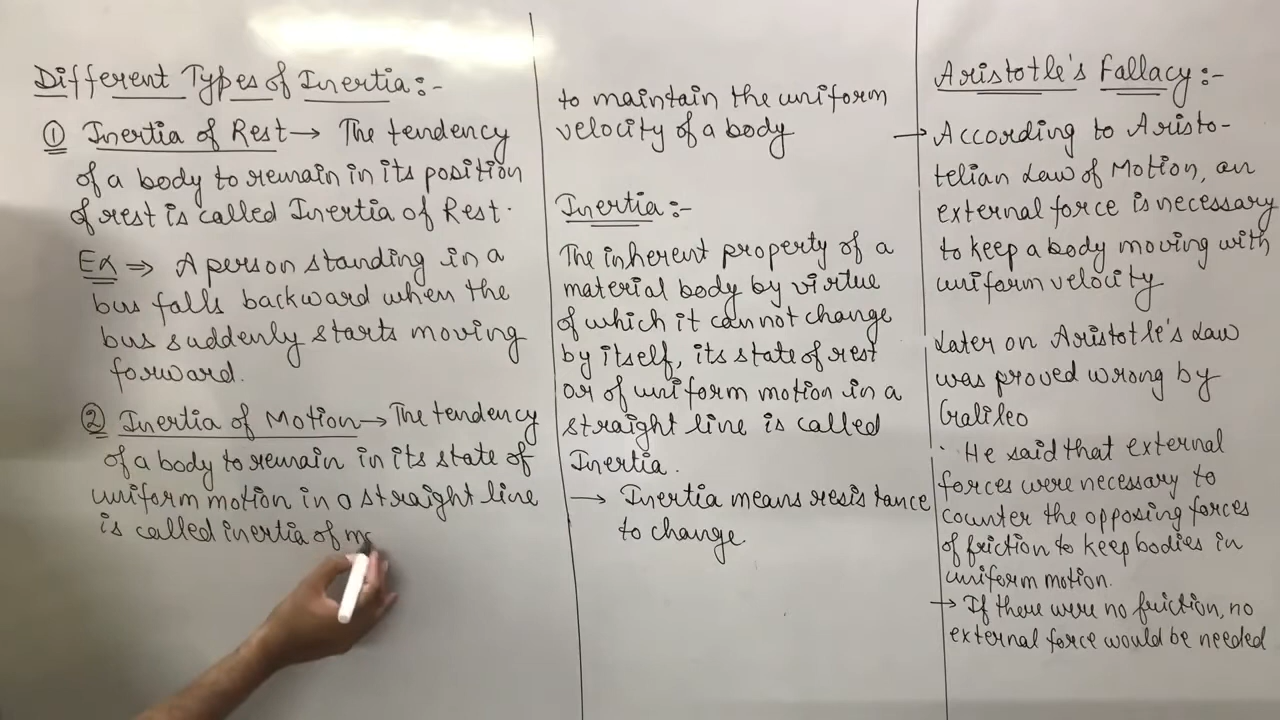 Different Types of Inertia:-
① Inertia of Rest → The tendency
of a body to remain in its position
of rest is called Inertia of Rest.
Ex ⇒ A person standing in a
bus falls backward when the
bus suddenly starts moving
forward.
② Inertia of Motion → The tendency
of a body to remain in its state of
uniform motion in a straight line
is called inertia of mo
to maintain the uniform
velocity of a body
Inertia:-
The inherent property of a
material body by virtue
of which it cannot change
by itself, its state of rest
or of uniform motion in a
straight line is called
Inertia.
→ Inertia means resistance
to change
Aristotle's Fallacy:-
→ According to Aristo-
telian Law of Motion, an
external force is necessary
to keep a body moving with
uniform velocity
Later on Aristotle's Law
was proved wrong by
Galileo
· He said that external
forces were necessary to
counter the opposing forces
of friction to keep bodies in
uniform motion.
→ If there were no friction, no
external force would be needed